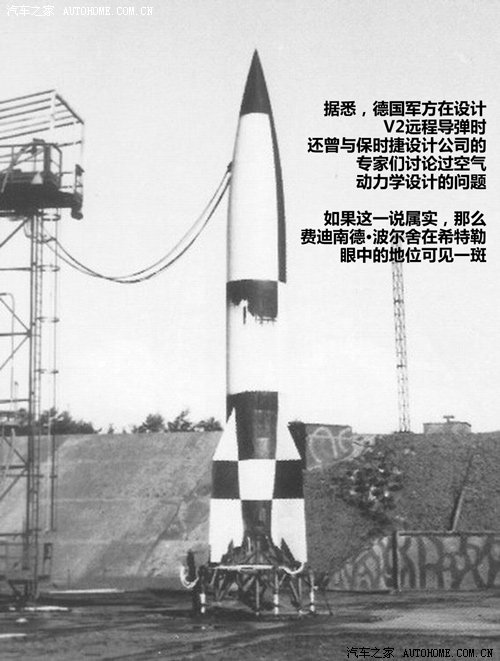 汽车之家 AUTOHOME.COM.CN
据悉，德国军方在设计
V2远程导弹时
还曾与保时捷设计公司的
专家们讨论过空气
动力学设计的问题
如果这一说属实，那么
费迪南德·波尔舍在希特勒
眼中的地位可见一斑
汽车之家 AUTOHOME.COM.CN